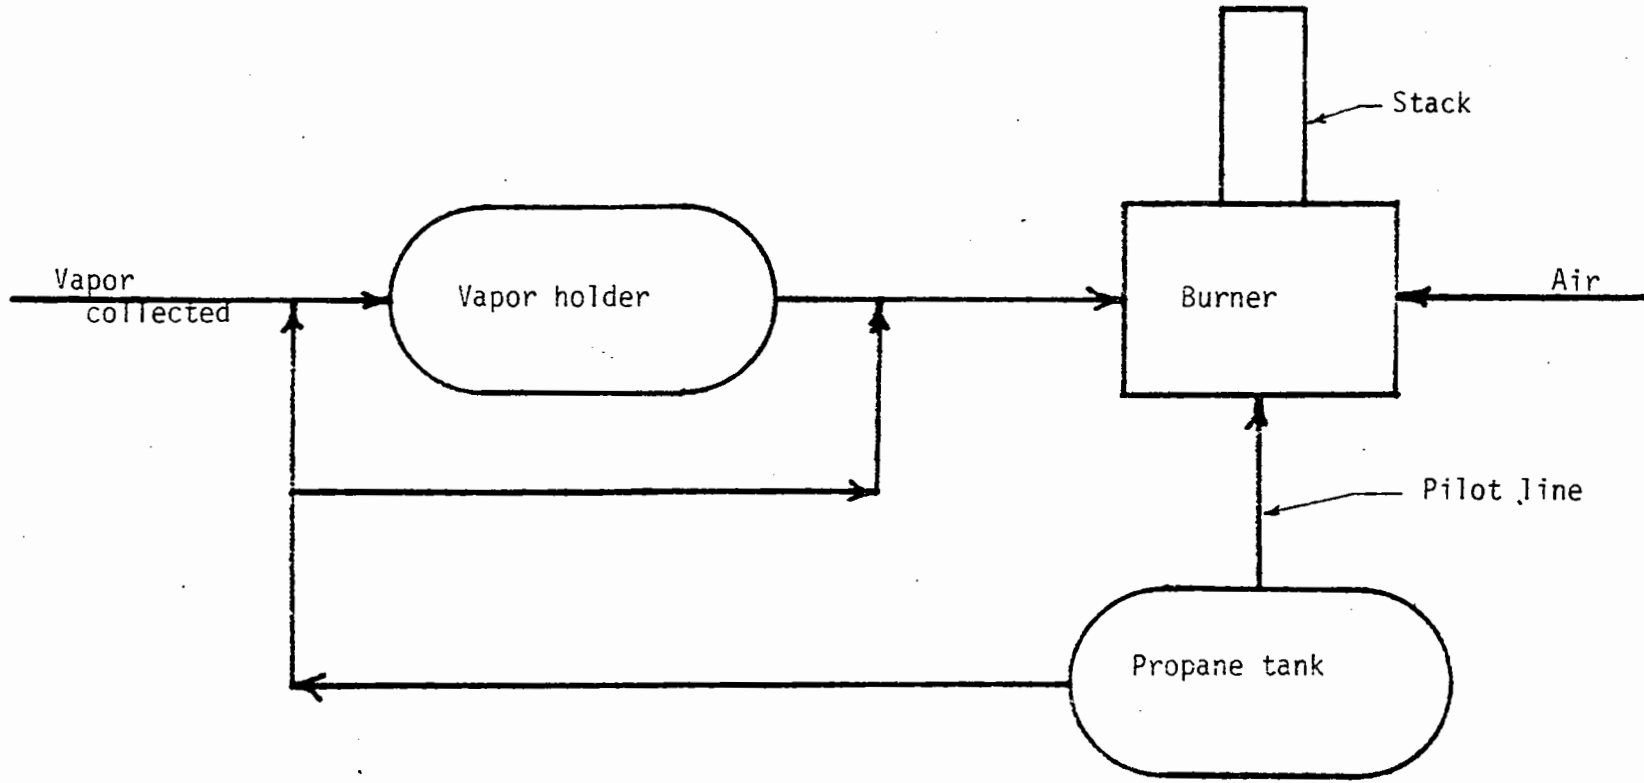 Stack
Vapor
collected
Vapor holder
Burner
Air
Pilot line
Propane tank